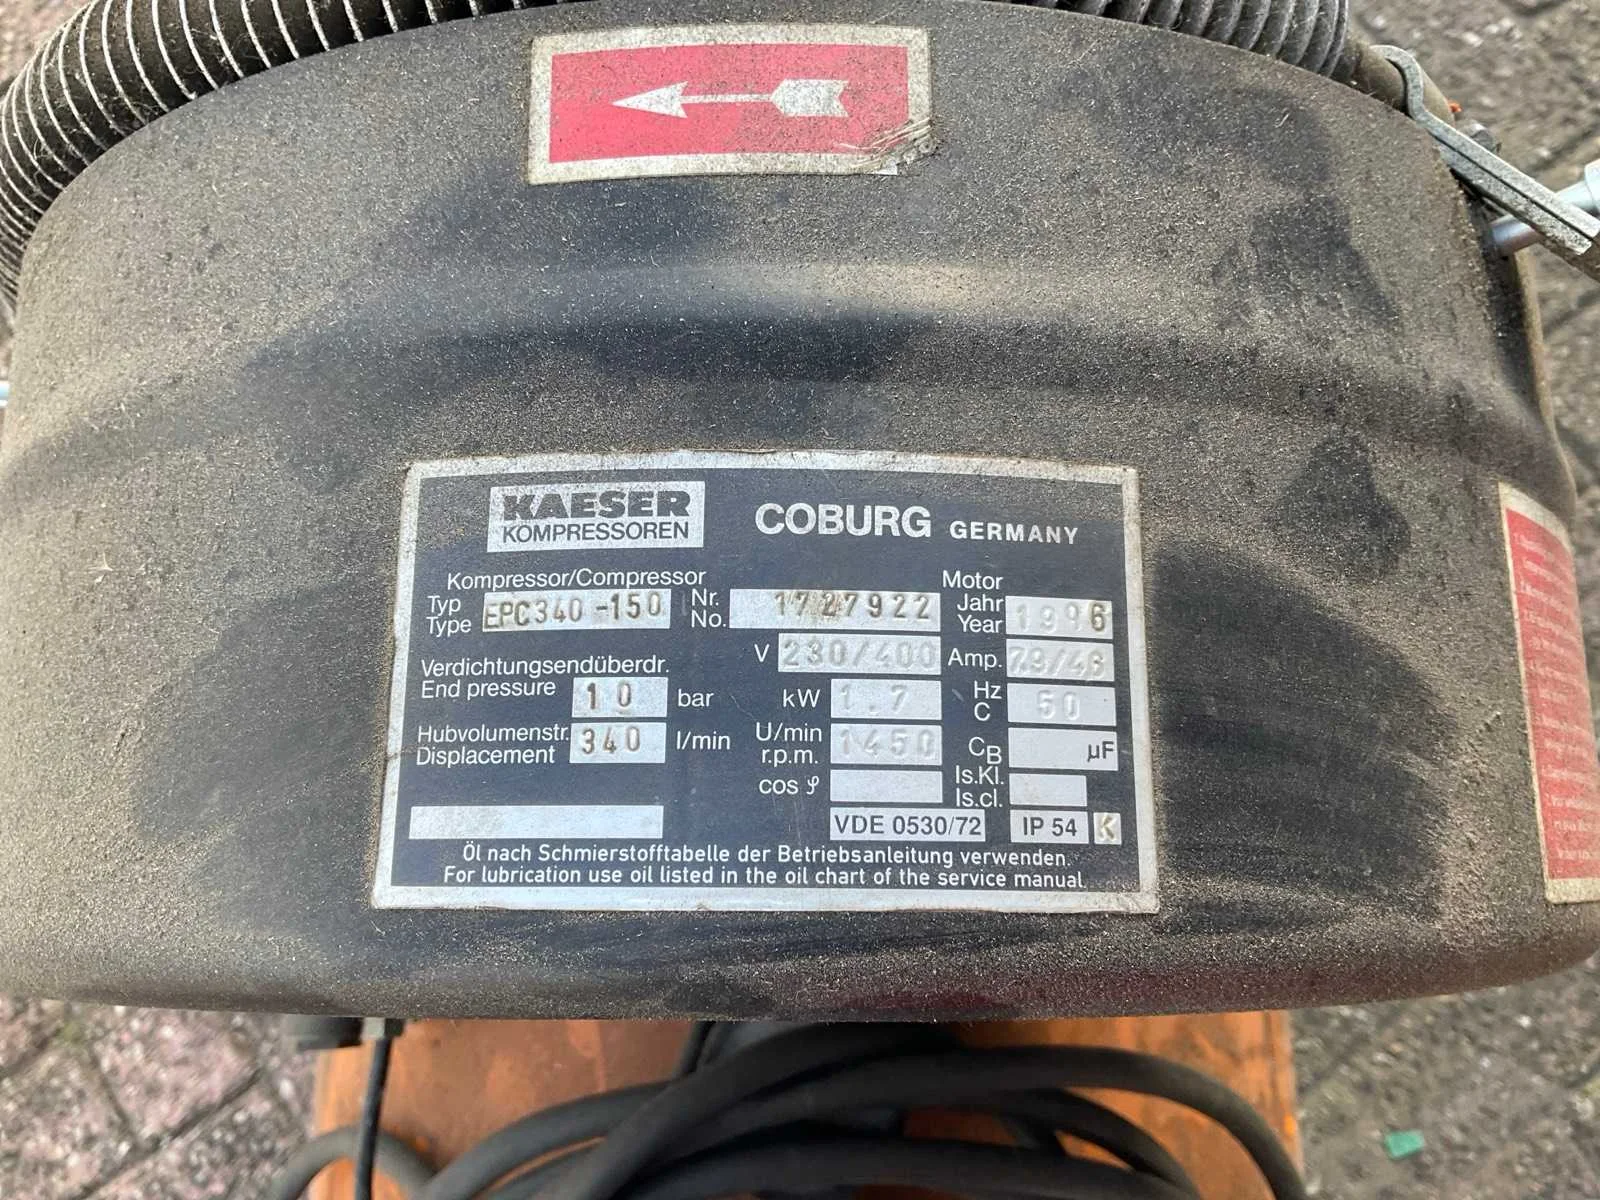 KAESER
KOMPRESSOREN
COBURG GERMANY
Kompressor/Compressor
Typ
Type
EPC340-150
Nr.
No.
1727922
Motor
Jahr
Year
1996
V 230/400
Amp. 7.9/4.6
Verdichtungsendüberdr.
End pressure 10 bar
kW 1.7
Hz
C
50
Hubvolumenstr.
Displacement
340 l/min
U/min
r.p.m.
1450
CB µF
cos φ
Is.Kl.
Is.cl.
VDE 0530/72
IP 54 K
Öl nach Schmierstofftabelle der Betriebsanleitung verwenden.
For lubrication use oil listed in the oil chart of the service manual.